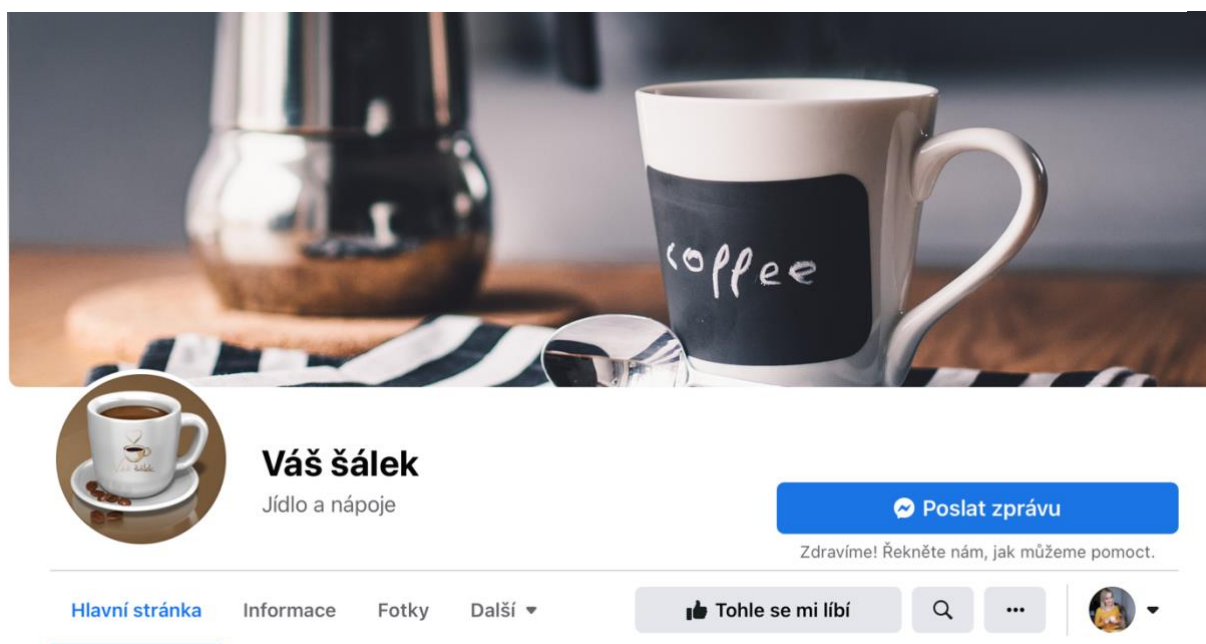 coffee
Váš šálek
Váš šálek
Jídlo a nápoje
Poslat zprávu
Zdravíme! Řekněte nám, jak můžeme pomoct.
Hlavní stránka Informace Fotky Další Tohle se mi líbí